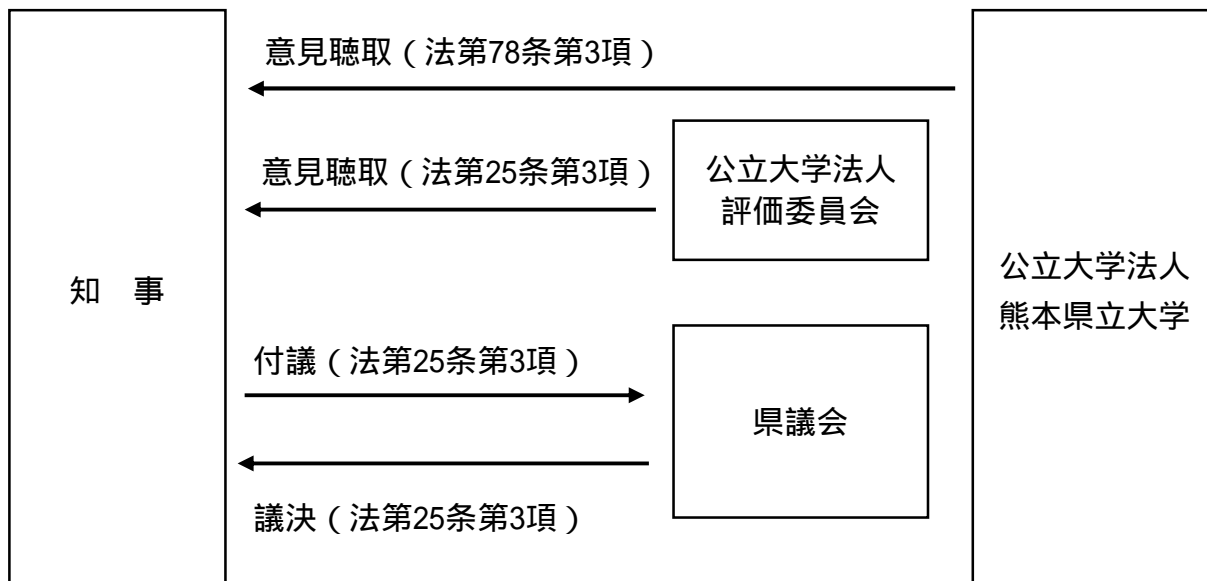 意見聴取(法第78条第3項)
意見聴取(法第25条第3項)
公立大学法人
評価委員会
知 事
公立大学法人
熊本県立大学
付議(法第25条第3項)
県議会
議決(法第25条第3項)